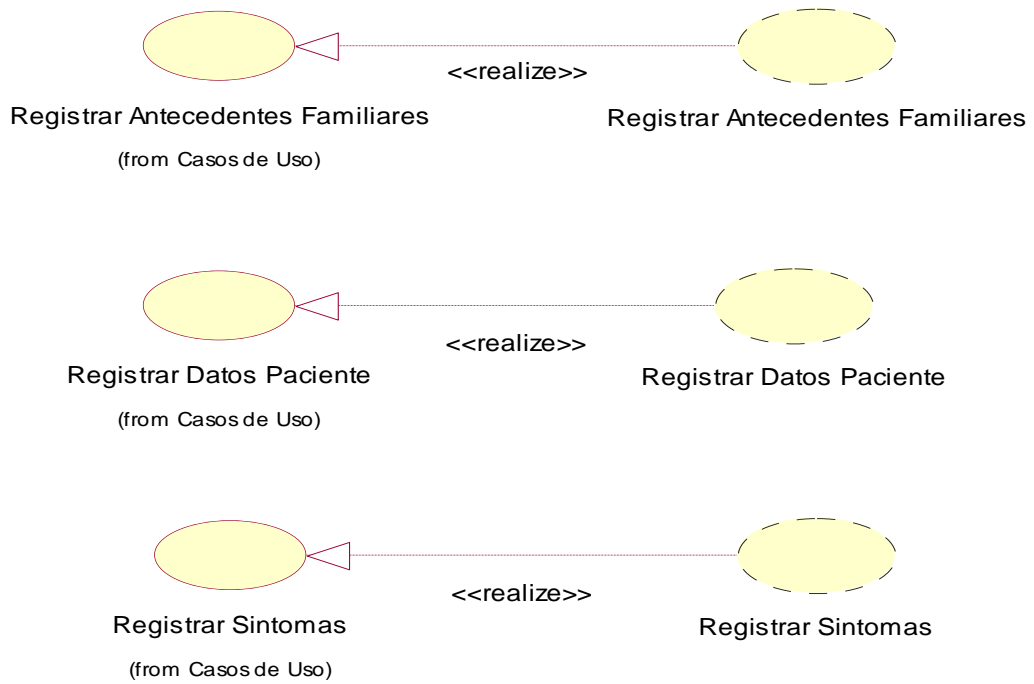 <<realize>>
Registrar Antecedentes Familiares
Registrar Antecedentes Familiares
(from Casos de Uso)
<<realize>>
Registrar Datos Paciente
Registrar Datos Paciente
(from Casos de Uso)
<<realize>>
Registrar Sintomas
Registrar Sintomas
(from Casos de Uso)